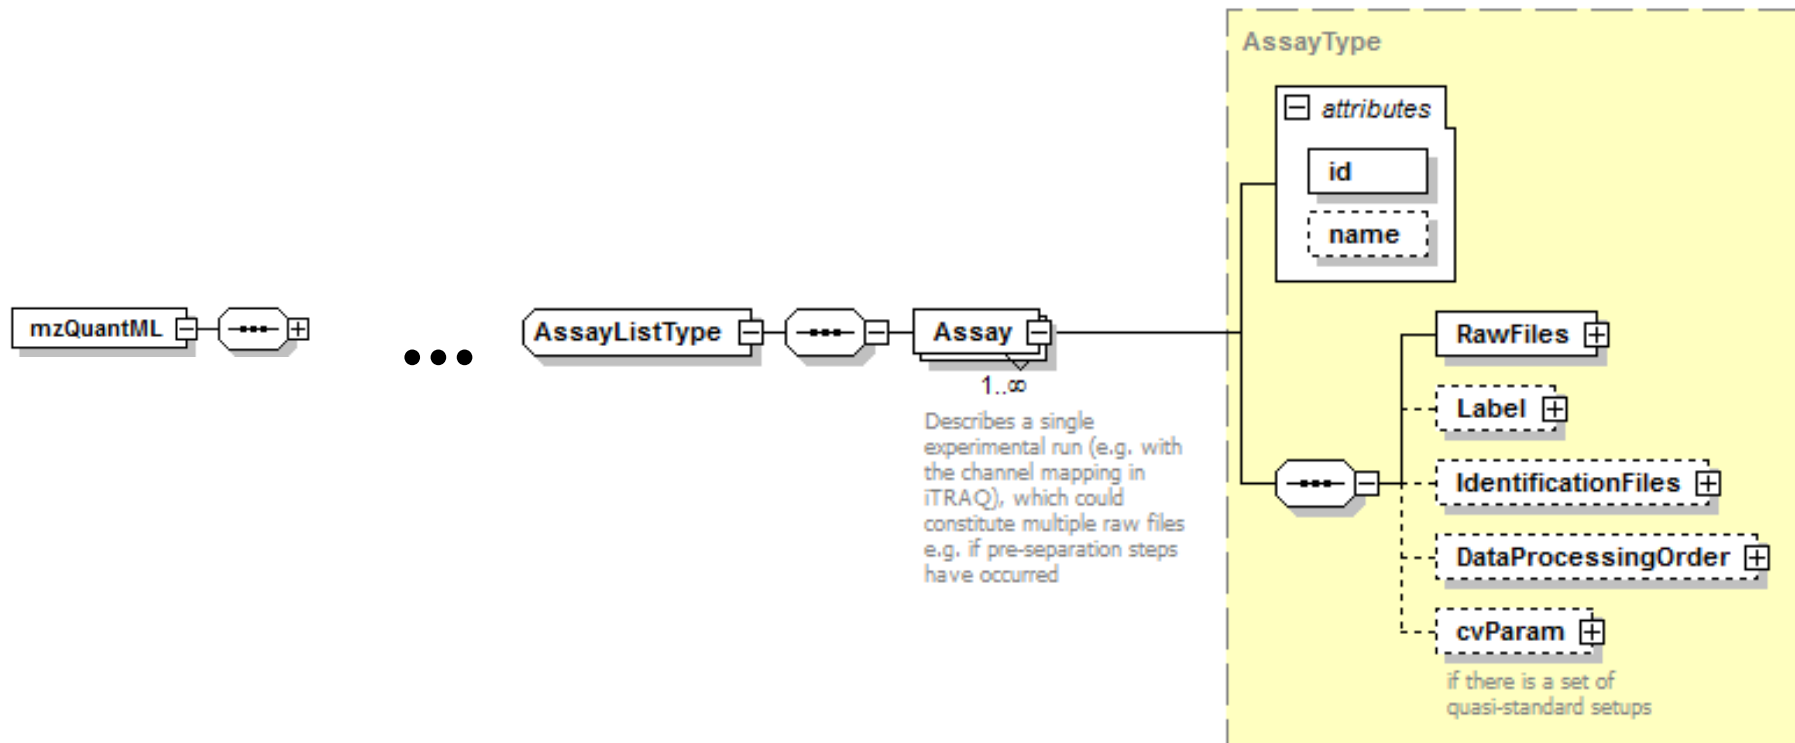 AssayType
attributes
id
name
mzQuantML
AssayListType
Assay
1..∞
Describes a single
experimental run (e.g. with
the channel mapping in
iTRAQ), which could
constitute multiple raw files
e.g. if pre-separation steps
have occurred
RawFiles
Label
IdentificationFiles
DataProcessingOrder
cvParam
if there is a set of
quasi-standard setups